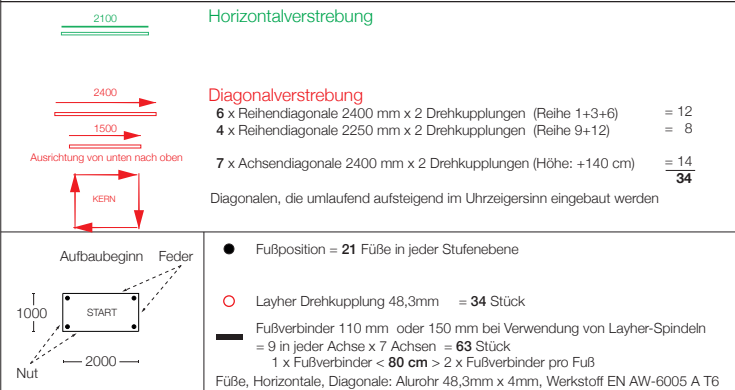 2100
Horizontalverstrebung
2400
Diagonalverstrebung
6 x Reihendiagonale 2400 mm x 2 Drehkupplungen (Reihe 1+3+6) = 12
1500
4 x Reihendiagonale 2250 mm x 2 Drehkupplungen (Reihe 9+12) = 8
Ausrichtung von unten nach oben
7 x Achsendiagonale 2400 mm x 2 Drehkupplungen (Höhe: +140 cm) = 14
34
KERN
Diagonalen, die umlaufend aufsteigend im Uhrzeigersinn eingebaut werden
Aufbaubeginn Feder
1000
START
2000
Nut
Fußposition = 21 Füße in jeder Stufenebene
Layher Drehkupplung 48,3mm = 34 Stück
Fußverbinder 110 mm oder 150 mm bei Verwendung von Layher-Spindeln
= 9 in jeder Achse x 7 Achsen = 63 Stück
1 x Fußverbinder < 80 cm > 2 x Fußverbinder pro Fuß
Füße, Horizontale, Diagonale: Alurohr 48,3mm x 4mm, Werkstoff EN AW-6005 A T6